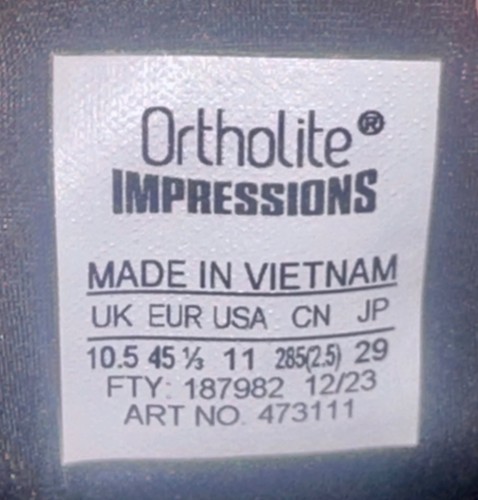 Ortholite®
IMPRESSIONS
MADE IN VIETNAM
UK EUR USA CN JP
10.5 45 ⅓ 11 285(2.5) 29
FTY: 187982 12/23
ART NO. 473111